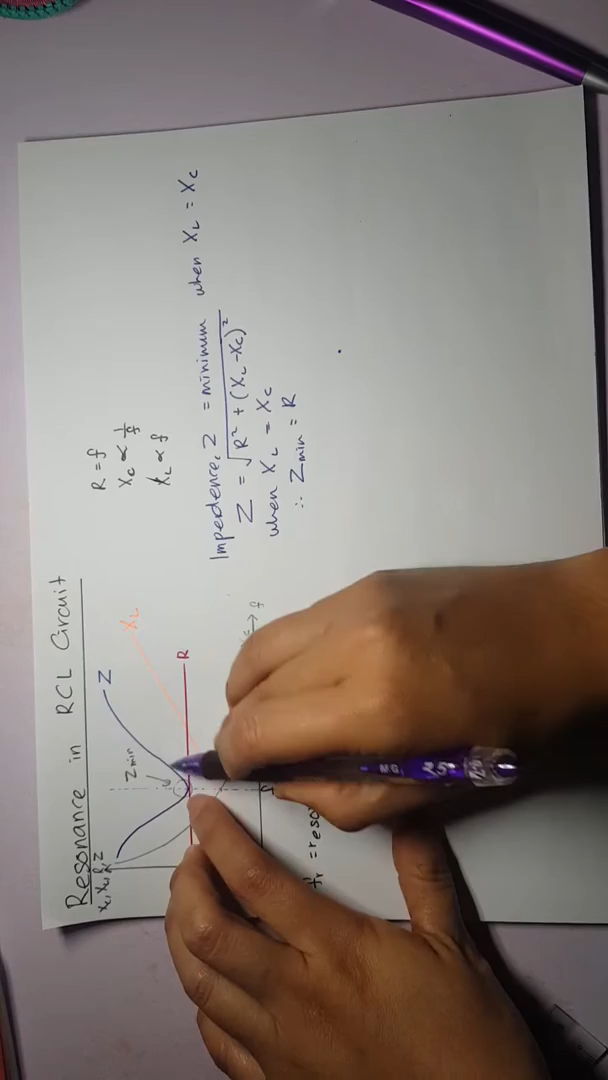 Resonance in RCL Circuit
Xc, XL, R, Z
Zmin
Z
XL
R
f
R = f
Xc ∝ 1/f
XL ∝ f
Impedence, Z = minimum when XL = Xc
Z = √R² + (XL - Xc)²
when XL = Xc
∴ Zmin = R
fr = reso